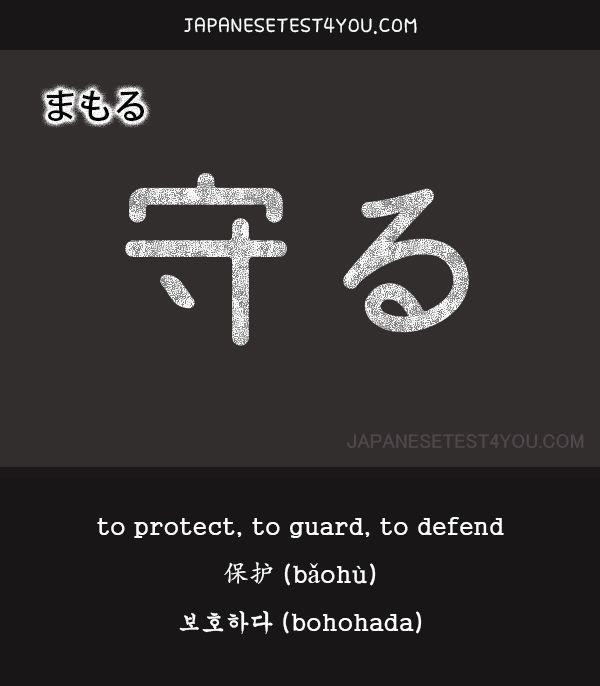 JAPANESETEST4YOU.COM
まもる
守る
JAPANESETEST4YOU.COM
to protect, to guard, to defend
保护 (bǎohù)
보호하다 (bohohada)